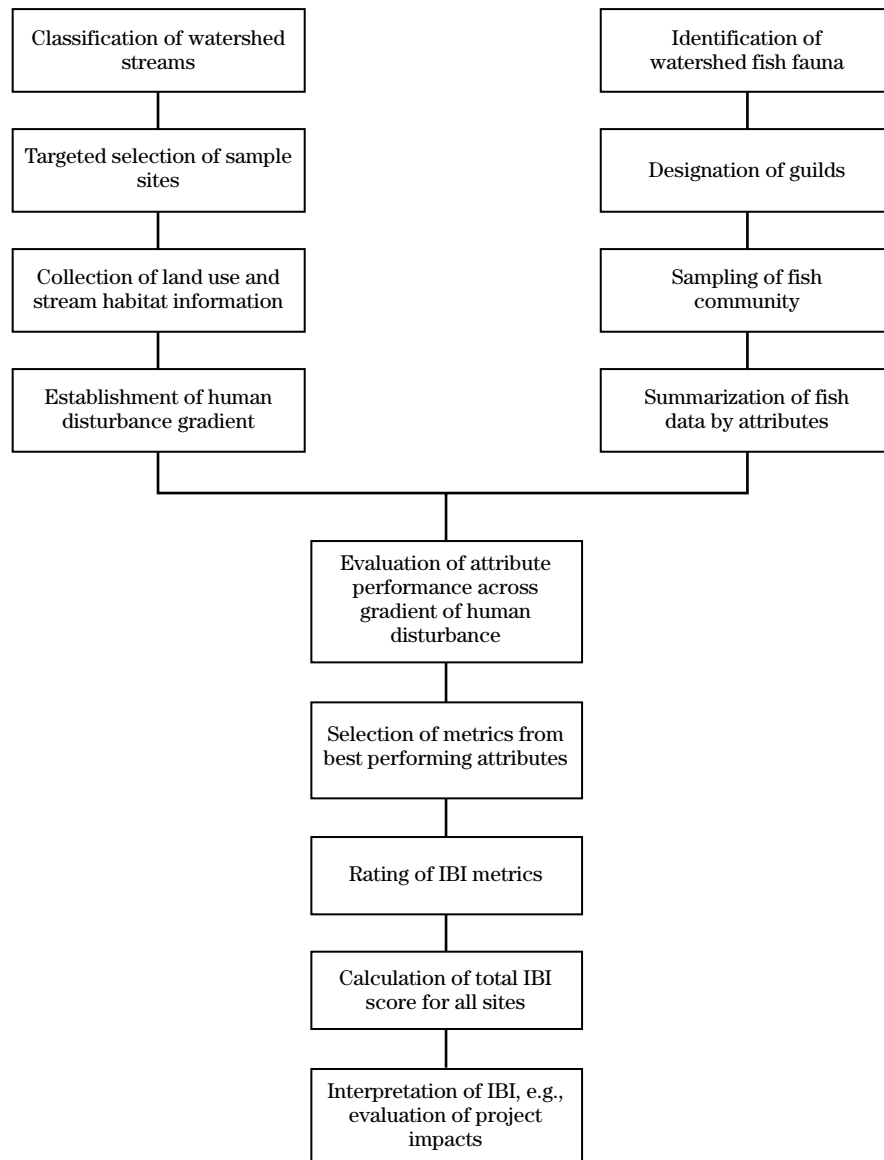 Classification of watershed
streams
Identification of
watershed fish fauna
Targeted selection of sample
sites
Designation of guilds
Collection of land use and
stream habitat information
Sampling of fish
community
Establishment of human
disturbance gradient
Summarization of fish
data by attributes
Evaluation of attribute
performance across
gradient of human
disturbance
Selection of metrics from
best performing attributes
Rating of IBI metrics
Calculation of total IBI
score for all sites
Interpretation of IBI, e.g.,
evaluation of project
impacts